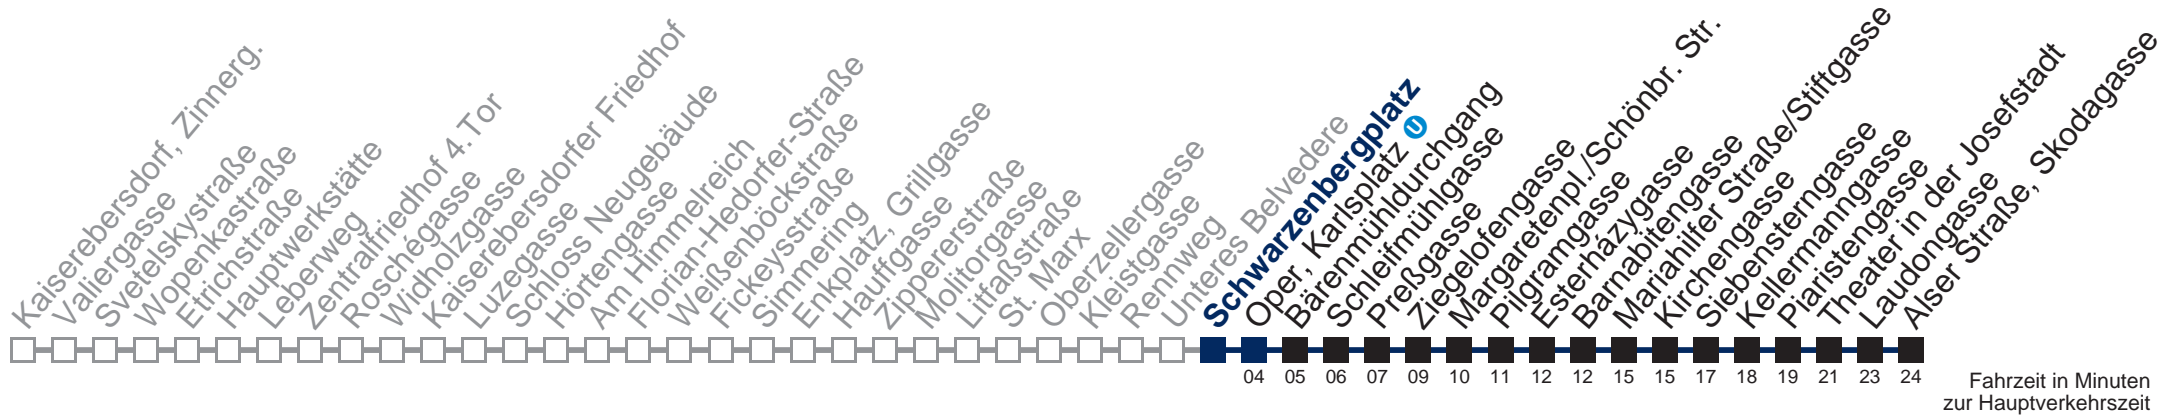 Kaiserebersdorf, Zinnerg.
Valiergasse
Svetelskystraße
Wopenkastraße
Etrichstraße
Hauptwerkstätte
Leberweg
Zentralfriedhof 4.Tor
Roschégasse
Widholzgasse
Kaiserebersdorfer Friedhof
Luzegasse
Schloss Neugebäude
Hörtengasse
Am Himmelreich
Florian-Hedorfer-Straße
Weißenböckstraße
Fickeysstraße
Simmering
Enkplatz, Grillgasse
Hauffgasse
Zippererstraße
Molitorgasse
Litfaßstraße
St. Marx
Oberzellergasse
Kleistgasse
Rennweg
Unteres Belvedere
Schwarzenbergplatz
Oper, Karlsplatz U
Bärenmühldurchgang
Schleifmühlgasse
Preßgasse
Ziegelofengasse
Margaretenpl./Schönbr. Str.
Pilgramgasse
Esterházygasse
Barnabitengasse
Mariahilfer Straße/Stiftgasse
Kirchengasse
Siebensterngasse
Kellermanngasse
Piaristengasse
Theater in der Josefstadt
Laudongasse
Alser Straße, Skodagasse
04 05 06 07 09 10 11 12 12 15 15 17 18 19 21 23 24
Fahrzeit in Minuten
zur Hauptverkehrszeit